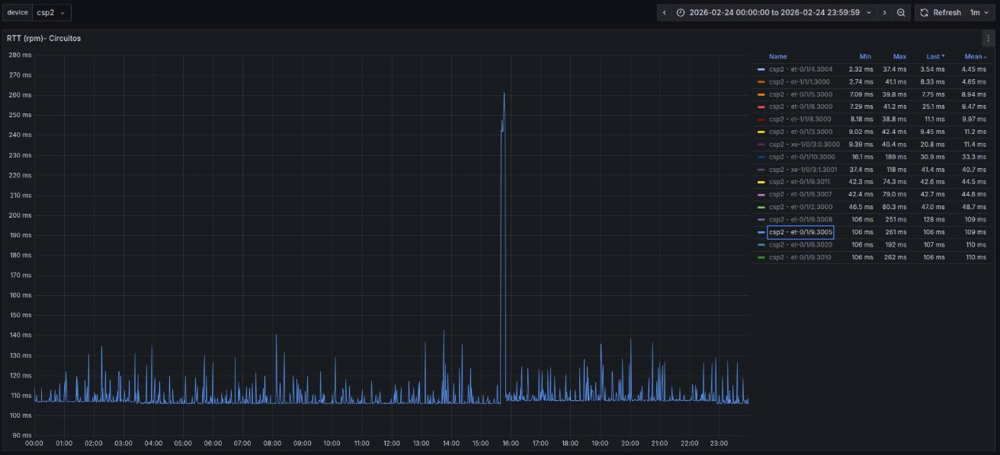 device csp2 2026-02-24 00:00:00 to 2026-02-24 23:59:59 Refresh 1m
RTT (rpm)- Circuitos
280 ms
270 ms
260 ms
250 ms
240 ms
230 ms
220 ms
210 ms
200 ms
190 ms
180 ms
170 ms
160 ms
150 ms
140 ms
130 ms
120 ms
110 ms
100 ms
90 ms
00:00 01:00 02:00 03:00 04:00 05:00 06:00 07:00 08:00 09:00 10:00 11:00 12:00 13:00 14:00 15:00 16:00 17:00 18:00 19:00 20:00 21:00 22:00 23:00
Name Min Max Last * Mean
csp2 - et-0/1/4.3004 2.32 ms 37.4 ms 3.54 ms 4.45 ms
csp2 - et-1/1/1.3000 2.74 ms 41.1 ms 8.33 ms 4.65 ms
csp2 - et-0/1/5.3000 7.09 ms 39.8 ms 7.75 ms 8.94 ms
csp2 - et-0/1/8.3000 7.29 ms 41.2 ms 25.1 ms 9.47 ms
csp2 - et-1/1/8.3000 8.18 ms 38.8 ms 11.1 ms 9.97 ms
csp2 - et-0/1/3.3000 9.02 ms 42.4 ms 9.45 ms 11.2 ms
csp2 - xe-1/0/3:0.3000 9.39 ms 40.4 ms 20.8 ms 11.4 ms
csp2 - et-0/1/10.3000 16.1 ms 189 ms 30.9 ms 33.3 ms
csp2 - xe-1/0/3:1.3001 37.4 ms 118 ms 41.4 ms 40.7 ms
csp2 - et-0/1/9.3011 42.3 ms 74.3 ms 42.6 ms 44.5 ms
csp2 - et-0/1/9.3007 42.4 ms 79.0 ms 42.7 ms 44.6 ms
csp2 - et-0/1/2.3000 46.5 ms 80.3 ms 47.0 ms 48.7 ms
csp2 - et-0/1/9.3008 106 ms 251 ms 128 ms 109 ms
csp2 - et-0/1/9.3005 106 ms 261 ms 106 ms 109 ms
csp2 - et-0/1/9.3020 106 ms 192 ms 107 ms 110 ms
csp2 - et-0/1/9.3010 106 ms 262 ms 106 ms 110 ms